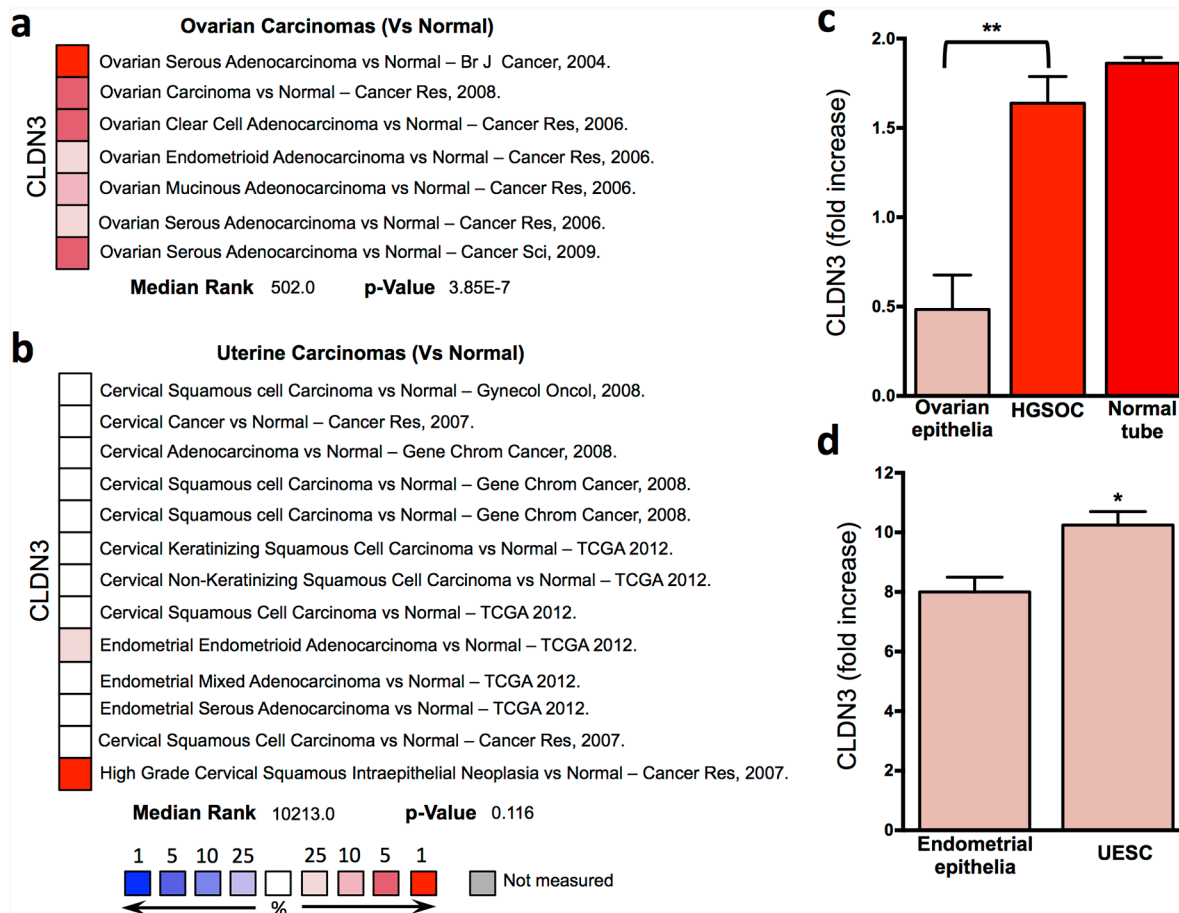 a
Ovarian Carcinomas (Vs Normal)
CLDN3
Ovarian Serous Adenocarcinoma vs Normal – Br J Cancer, 2004.
Ovarian Carcinoma vs Normal – Cancer Res, 2008.
Ovarian Clear Cell Adenocarcinoma vs Normal – Cancer Res, 2006.
Ovarian Endometrioid Adenocarcinoma vs Normal – Cancer Res, 2006.
Ovarian Mucinous Adeonocarcinoma vs Normal – Cancer Res, 2006.
Ovarian Serous Adenocarcinoma vs Normal – Cancer Res, 2006.
Ovarian Serous Adenocarcinoma vs Normal – Cancer Sci, 2009.
Median Rank 502.0 p-Value 3.85E-7
b
Uterine Carcinomas (Vs Normal)
CLDN3
Cervical Squamous cell Carcinoma vs Normal – Gynecol Oncol, 2008.
Cervical Cancer vs Normal – Cancer Res, 2007.
Cervical Adenocarcinoma vs Normal – Gene Chrom Cancer, 2008.
Cervical Squamous cell Carcinoma vs Normal – Gene Chrom Cancer, 2008.
Cervical Squamous cell Carcinoma vs Normal – Gene Chrom Cancer, 2008.
Cervical Keratinizing Squamous Cell Carcinoma vs Normal – TCGA 2012.
Cervical Non-Keratinizing Squamous Cell Carcinoma vs Normal – TCGA 2012.
Cervical Squamous Cell Carcinoma vs Normal – TCGA 2012.
Endometrial Endometrioid Adenocarcinoma vs Normal – TCGA 2012.
Endometrial Mixed Adenocarcinoma vs Normal – TCGA 2012.
Endometrial Serous Adenocarcinoma vs Normal – TCGA 2012.
Cervical Squamous Cell Carcinoma vs Normal – Cancer Res, 2007.
High Grade Cervical Squamous Intraepithelial Neoplasia vs Normal – Cancer Res, 2007.
Median Rank 10213.0 p-Value 0.116
1 5 10 25 25 10 5 1
Not measured
%
c
CLDN3 (fold increase)
2.0
1.5
1.0
0.5
0.0
**
Ovarian
epithelia
HGSOC
Normal
tube
d
CLDN3 (fold increase)
12
10
8
6
4
2
0
*
Endometrial
epithelia
UESC